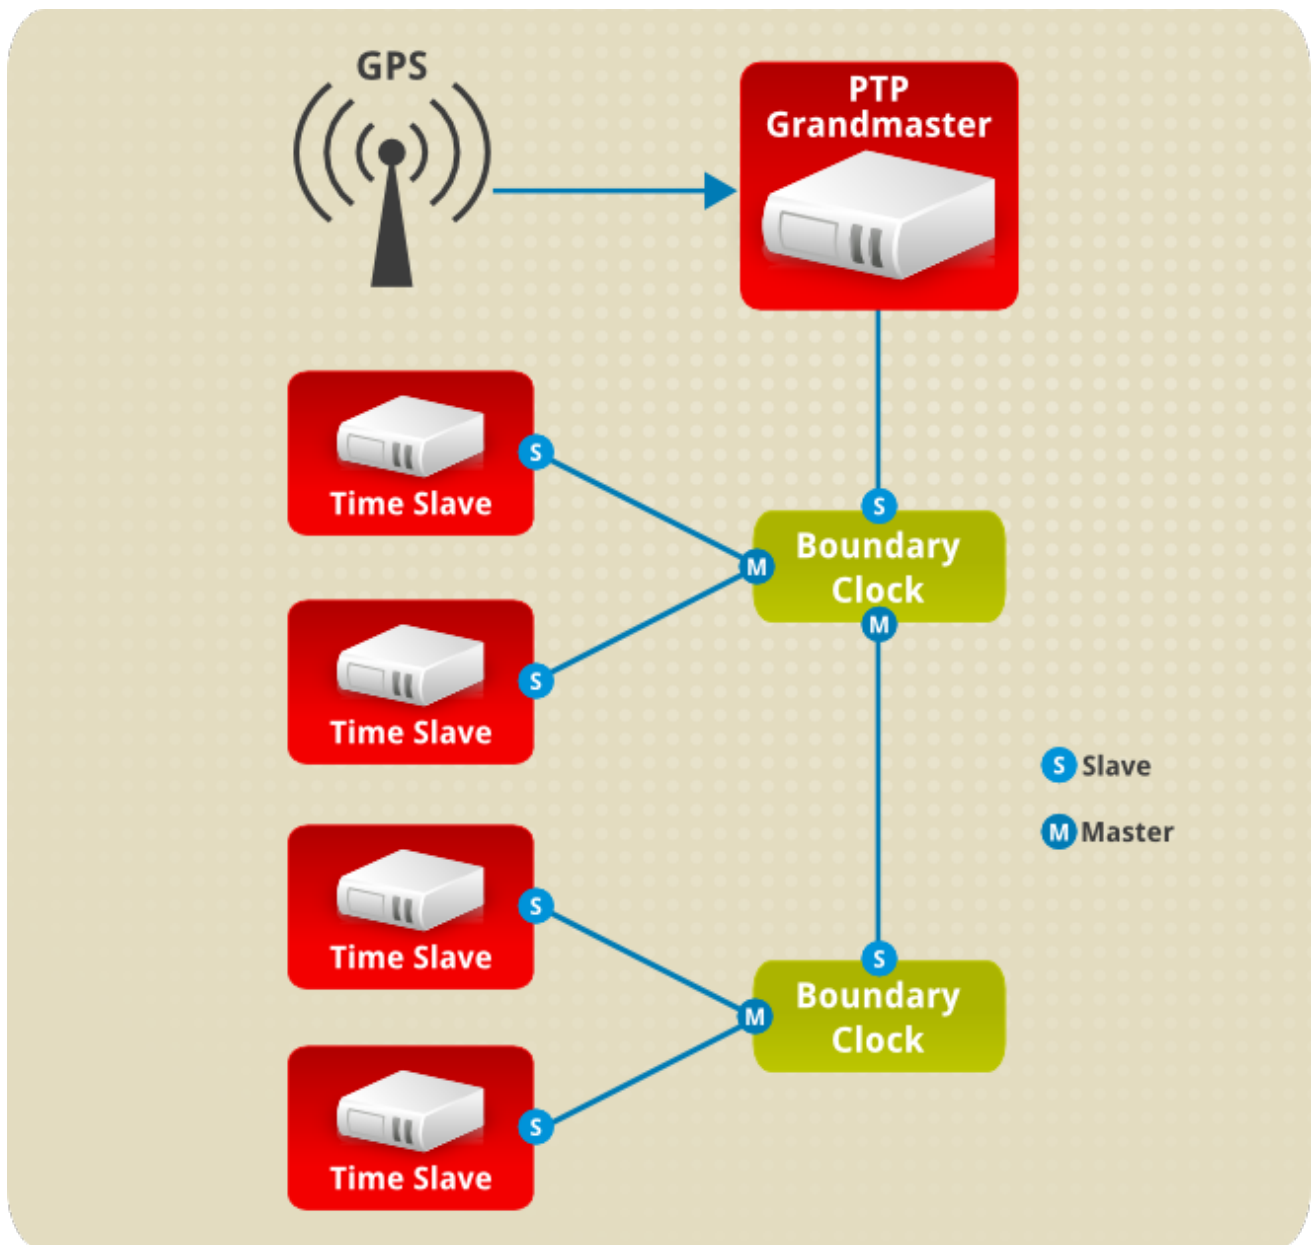 GPS
PTP
Grandmaster
S
Time Slave
S
Boundary
Clock
M
M
S
Time Slave
S Slave
M Master
S
Time Slave
S
Boundary
Clock
M
S
Time Slave